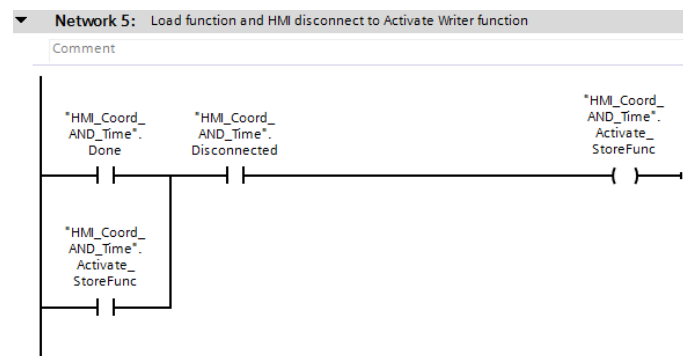 Network 5: Load function and HMI disconnect to Activate Writer function
Comment
"HMI_Coord_
AND_Time".
Done
"HMI_Coord_
AND_Time".
Disconnected
"HMI_Coord_
AND_Time".
Activate_
StoreFunc
"HMI_Coord_
AND_Time".
Activate_
StoreFunc